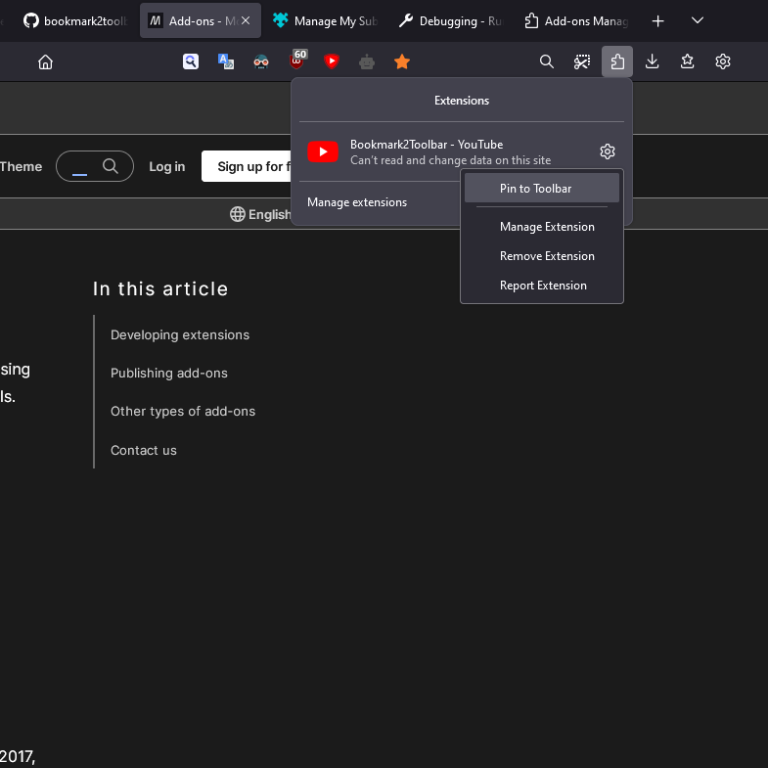 bookmark2toolb
Add-ons - M
Manage My Sub
Debugging - Ru
Add-ons Manag
60
Extensions
Bookmark2Toolbar - YouTube
Can't read and change data on this site
Pin to Toolbar
Manage extensions
Manage Extension
Remove Extension
Report Extension
Theme
Log in
Sign up for f
English
In this article
Developing extensions
Publishing add-ons
Other types of add-ons
Contact us
sing
ls.
2017,